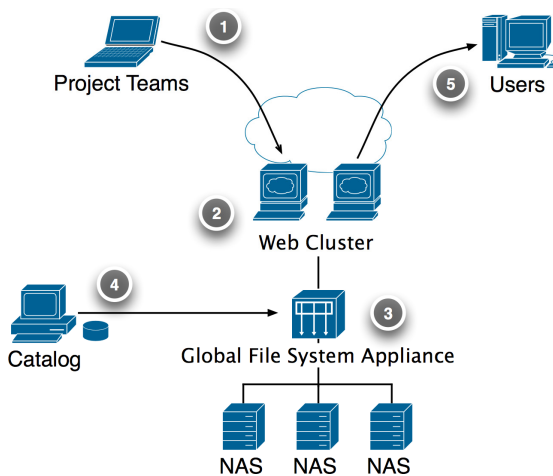 1
Project Teams
5
Users
2
Web Cluster
4
Catalog
3
Global File System Appliance
NAS NAS NAS